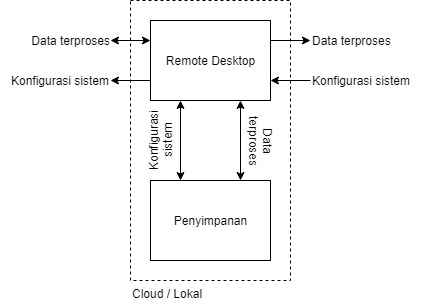 Data terproses
Remote Desktop
Data terproses
Konfigurasi sistem
Konfigurasi sistem
Konfigurasi
sistem
Data
terproses
Penyimpanan
Cloud / Lokal